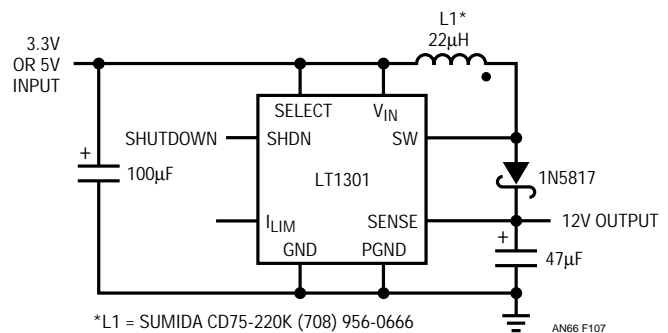 L1*
22µH
3.3V
OR 5V
INPUT
SELECT
VIN
SHUTDOWN
SHDN
SW
+
100µF
LT1301
1N5817
ILIM
SENSE
12V OUTPUT
GND
PGND
+
47µF
*L1 = SUMIDA CD75-220K (708) 956-0666
AN66 F107